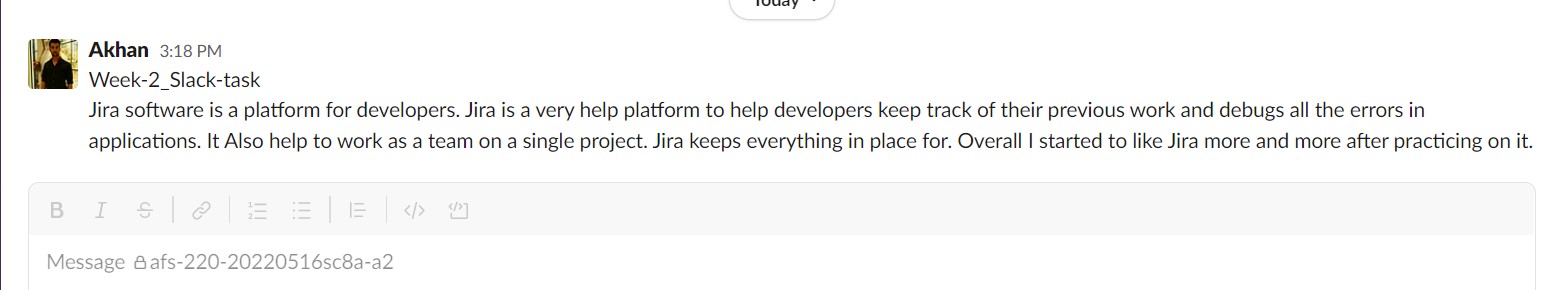 Today
Akhan 3:18 PM
Week-2_Slack-task
Jira software is a platform for developers. Jira is a very help platform to help developers keep track of their previous work and debugs all the errors in
applications. It Also help to work as a team on a single project. Jira keeps everything in place for. Overall I started to like Jira more and more after practicing on it.
Message afs-220-20220516sc8a-a2